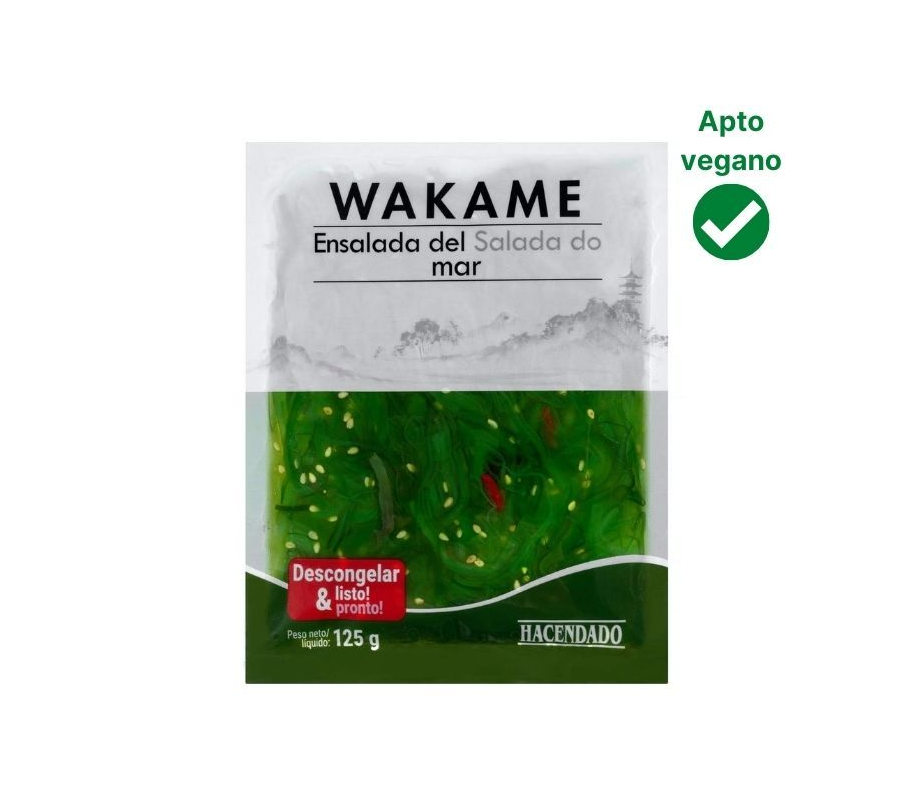 Apto
vegano
WAKAME
Ensalada del Salada do
mar
Descongelar
& listo!
pronto!
Peso neto/
líquido: 125 g
HACENDADO